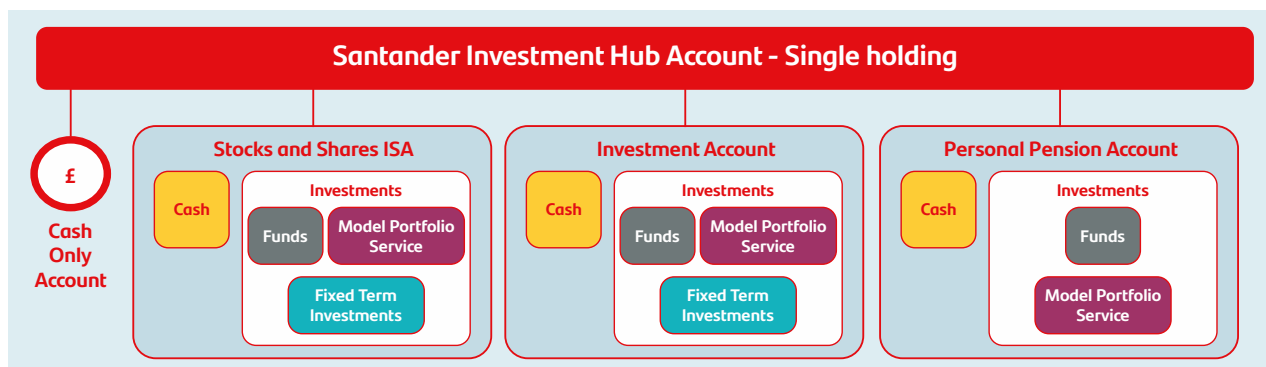 Santander Investment Hub Account - Single holding
£
Cash
Only
Account
Stocks and Shares ISA
Cash
Investments
Funds
Model Portfolio
Service
Fixed Term
Investments
Investment Account
Cash
Investments
Funds
Model Portfolio
Service
Fixed Term
Investments
Personal Pension Account
Cash
Investments
Funds
Model Portfolio
Service